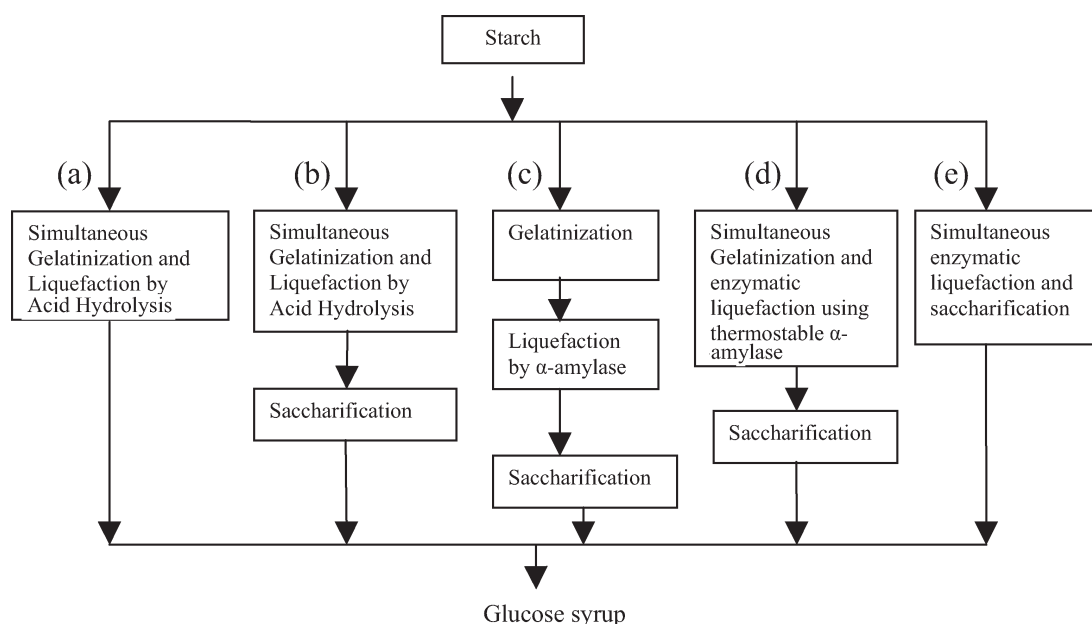 Starch
(a)
Simultaneous
Gelatinization and
Liquefaction by
Acid Hydrolysis
(b)
Simultaneous
Gelatinization and
Liquefaction by
Acid Hydrolysis
Saccharification
(c)
Gelatinization
Liquefaction
by α-amylase
Saccharification
(d)
Simultaneous
Gelatinization and
enzymatic
liquefaction using
thermostable α-
amylase
Saccharification
(e)
Simultaneous
enzymatic
liquefaction and
saccharification
Glucose syrup